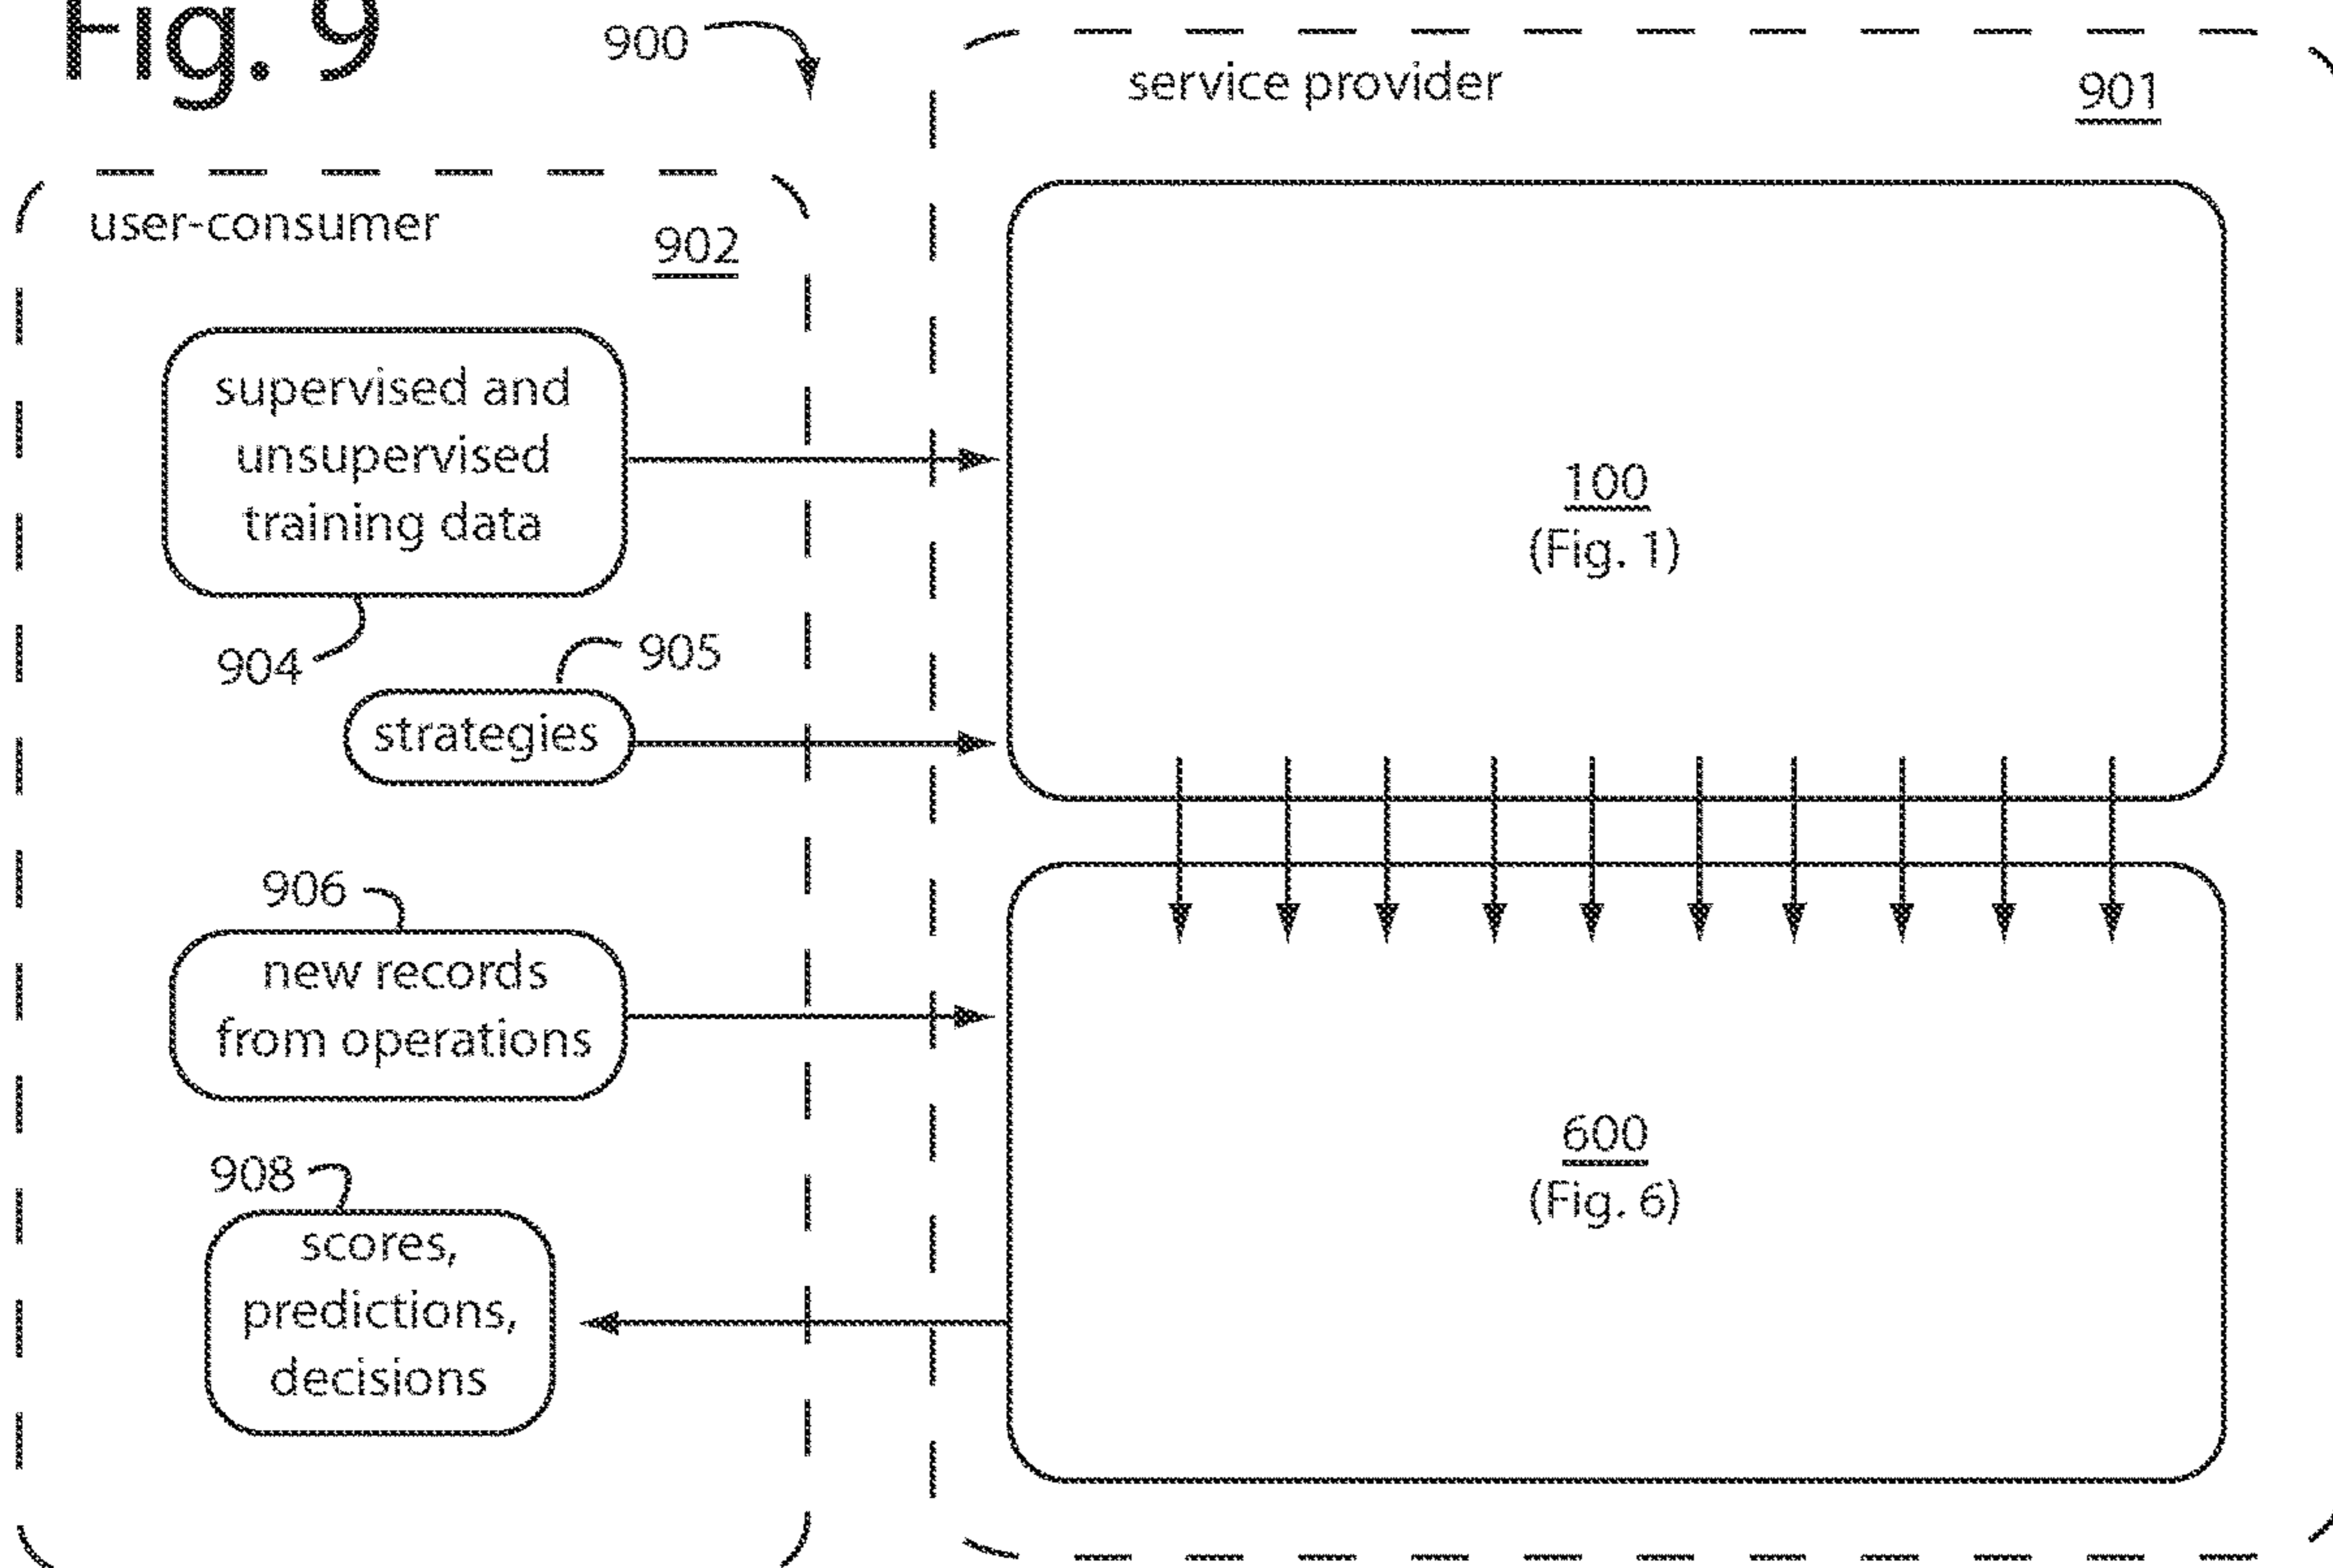 Fig. 9
900
service provider
901
user-consumer
902
supervised and
unsupervised
training data
904
905
strategies
100
(Fig. 1)
906
new records
from operations
908
scores,
predictions,
decisions
600
(Fig. 6)